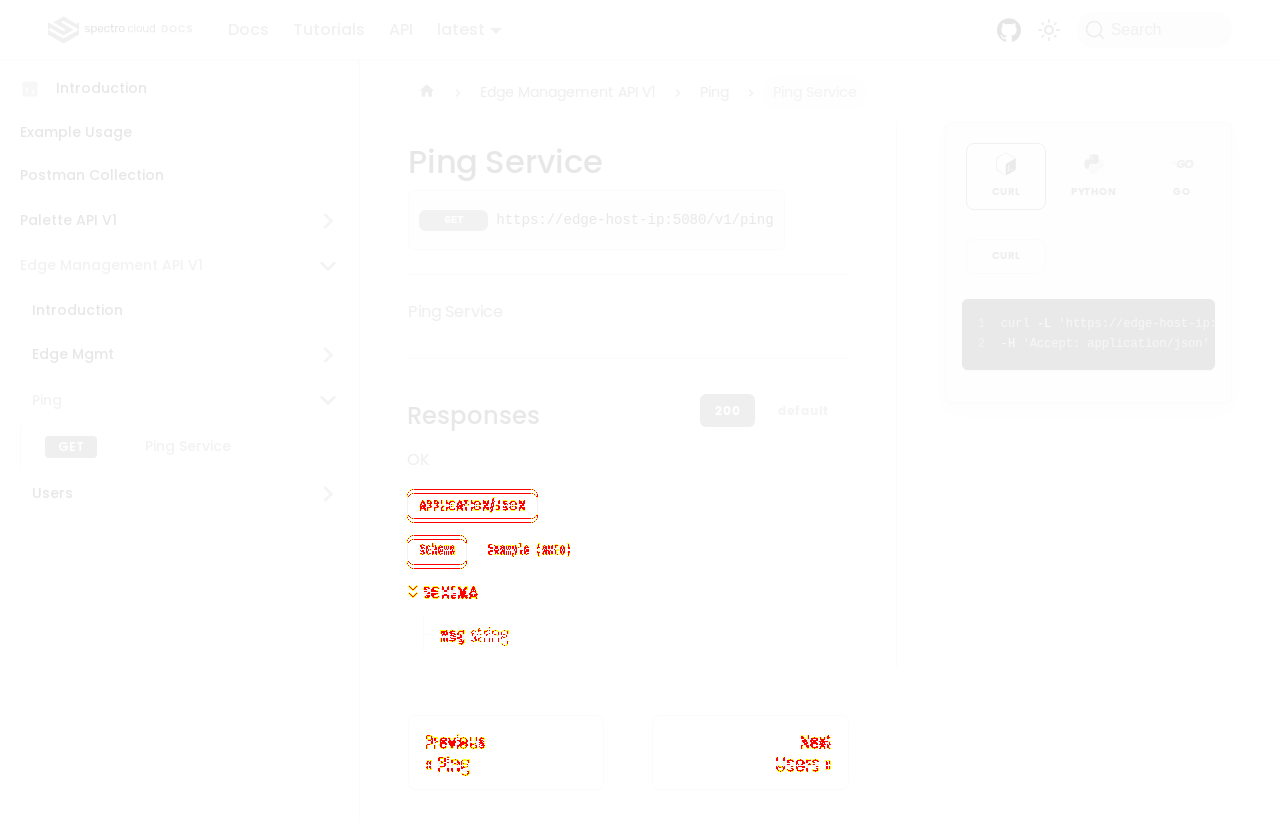 spectro cloud DOCS
Docs Tutorials API latest
Search
Introduction
Example Usage
Postman Collection
Palette API V1
Edge Management API V1
Introduction
Edge Mgmt
Ping
GET Ping Service
Users
Edge Management API V1 > Ping > Ping Service
Ping Service
GET https://edge-host-ip:5080/v1/ping
Ping Service
Responses
200 default
OK
APPLICATION/JSON
Schema Example (auto)
SCHEMA
msg string
Previous
« Ping
Next
Users »
CURL PYTHON GO
CURL
1 curl -L 'https://edge-host-ip:
2 -H 'Accept: application/json'